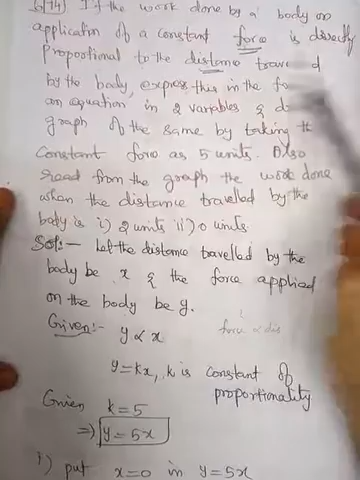 6(th) If the work done by a body on
application of a constant force is directly
proportional to the distance travelled
by the body, express this in the
an equation in 2 variables &
graph of the same by taking the
constant force as 5 units. Also
read from the graph the work done
when the distance travelled by the
body is i) 2 units ii) 0 units.
Sol:- Let the distance travelled by the
body be x & the force applied
on the body be y.
Given:- y ∝ x
force ∝ dis
y=kx, k is constant of
proportionality
Given k=5
⇒ y=5x
i) put x=0 in y=5x